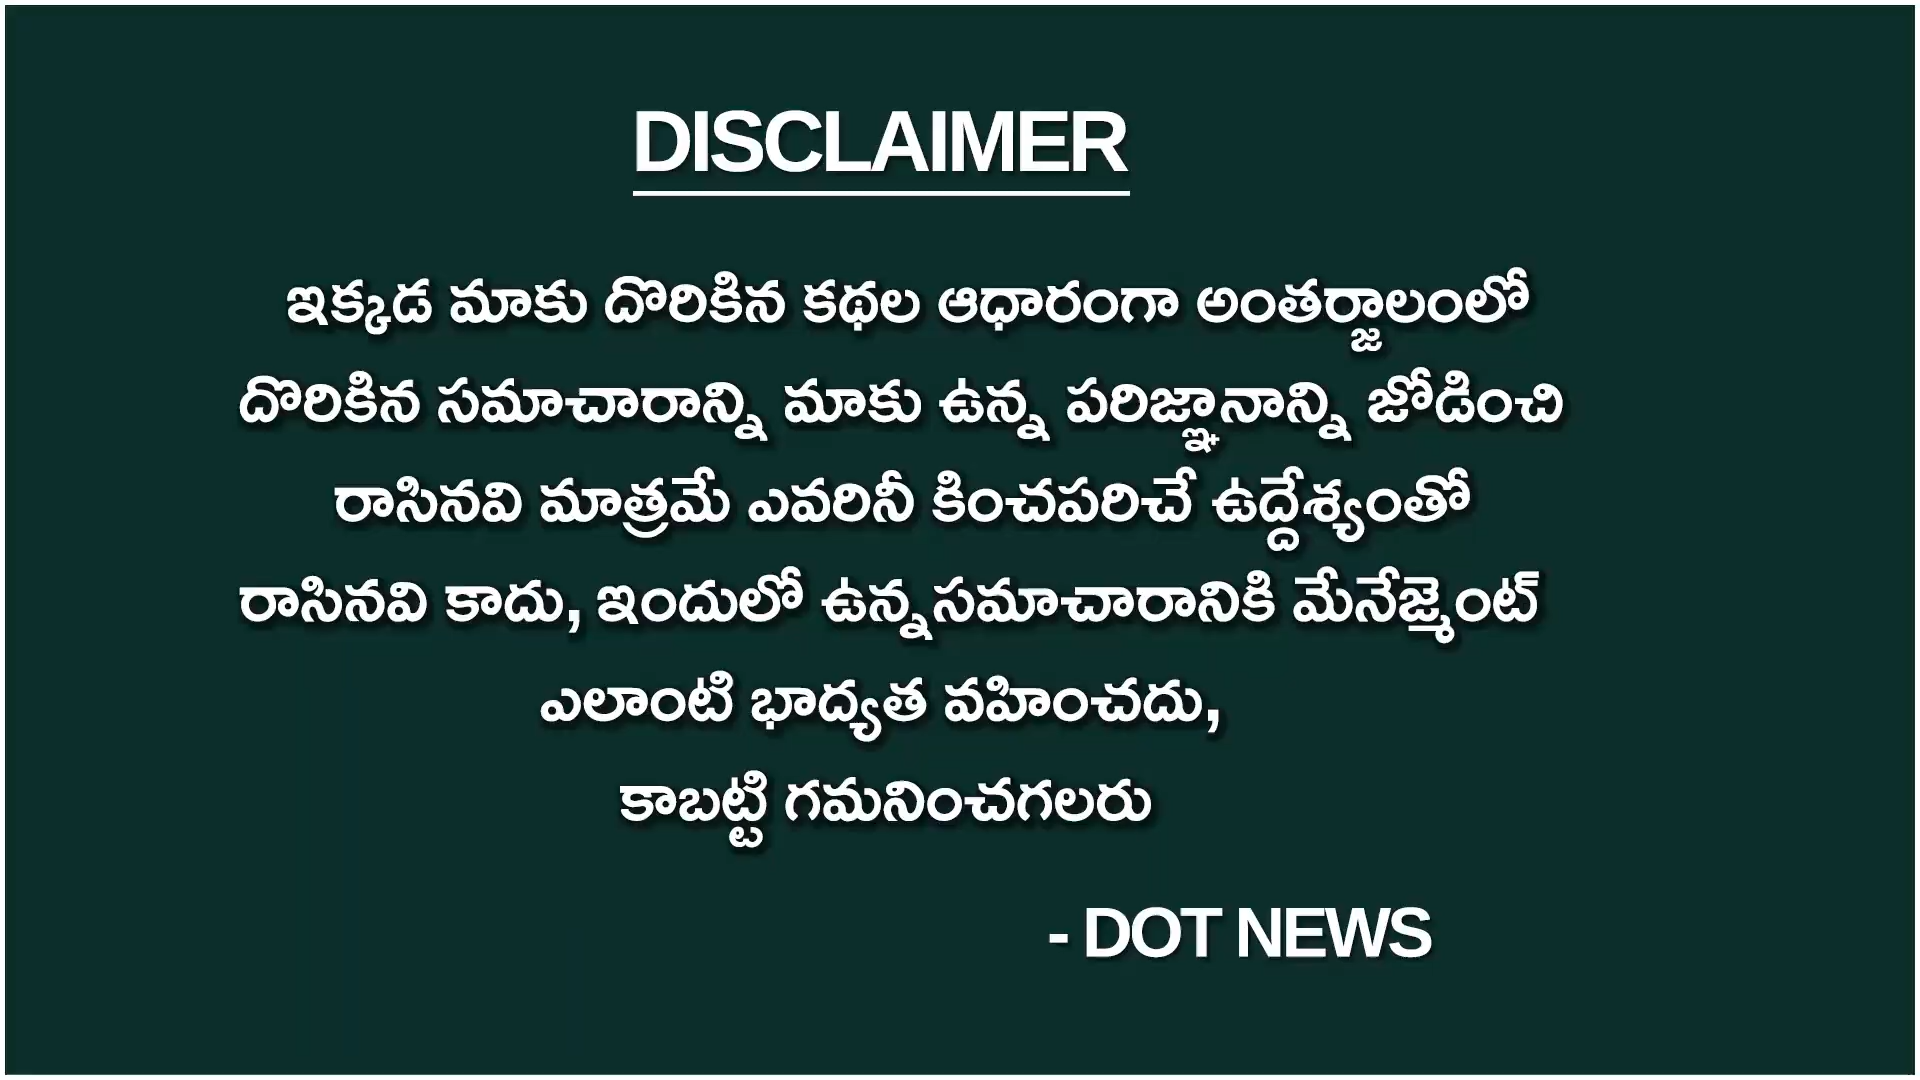 DISCLAIMER
ఇక్కడ మాకు దొరికిన కథల ఆధారంగా అంతర్జాలంలో
దొరికిన సమాచారాన్ని మాకు ఉన్న పరిజ్ఞానాన్ని జోడించి
రాసినవి మాత్రమే ఎవరినీ కించపరిచే ఉద్దేశ్యంతో
రాసినవి కాదు, ఇందులో ఉన్నసమాచారానికి మేనేజ్మెంట్
ఎలాంటి భాద్యత వహించదు,
కాబట్టి గమనించగలరు
- DOT NEWS